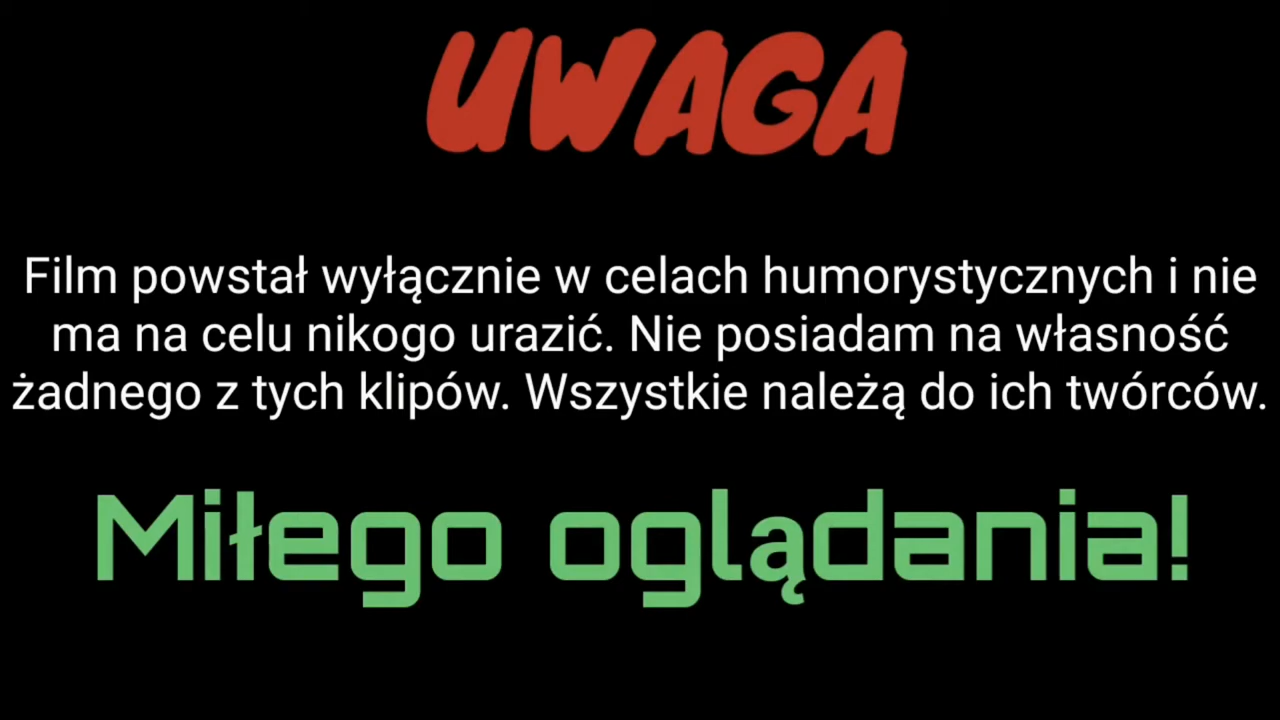 UWAGA
Film powstał wyłącznie w celach humorystycznych i nie
ma na celu nikogo urazić. Nie posiadam na własność
żadnego z tych klipów. Wszystkie należą do ich twórców.
Miłego oglądania!